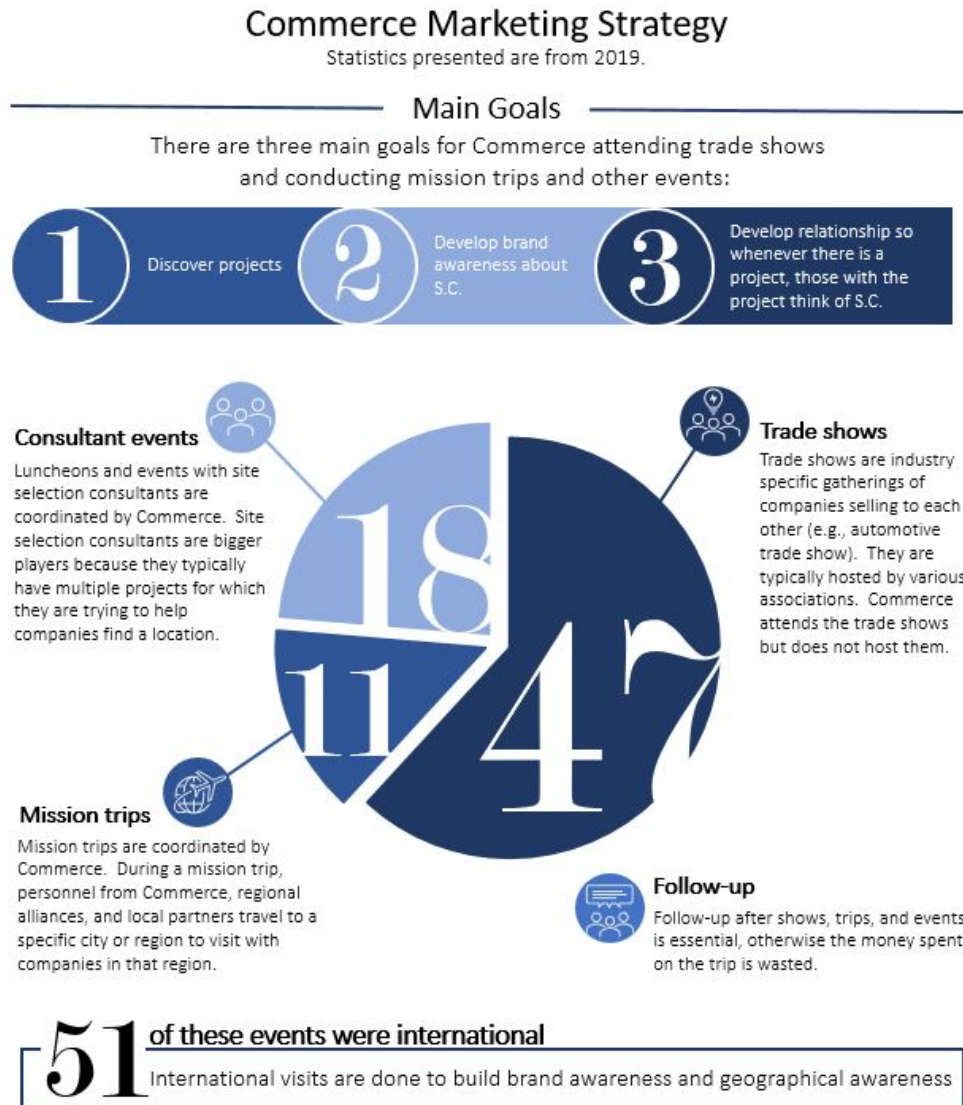 Commerce Marketing Strategy
Statistics presented are from 2019.
Main Goals
There are three main goals for Commerce attending trade shows
and conducting mission trips and other events:
1
Discover projects
2
Develop brand
awareness about
S.C.
3
Develop relationship so
whenever there is a
project, those with the
project think of S.C.
Consultant events
Luncheons and events with site
selection consultants are
coordinated by Commerce. Site
selection consultants are bigger
players because they typically
have multiple projects for which
they are trying to help
companies find a location.
18
47
11
Trade shows
Trade shows are industry
specific gatherings of
companies selling to each
other (e.g., automotive
trade show). They are
typically hosted by various
associations. Commerce
attends the trade shows
but does not host them.
Mission trips
Mission trips are coordinated by
Commerce. During a mission trip,
personnel from Commerce, regional
alliances, and local partners travel to a
specific city or region to visit with
companies in that region.
Follow-up
Follow-up after shows, trips, and events
is essential, otherwise the money spent
on the trip is wasted.
51 of these events were international
International visits are done to build brand awareness and geographical awareness